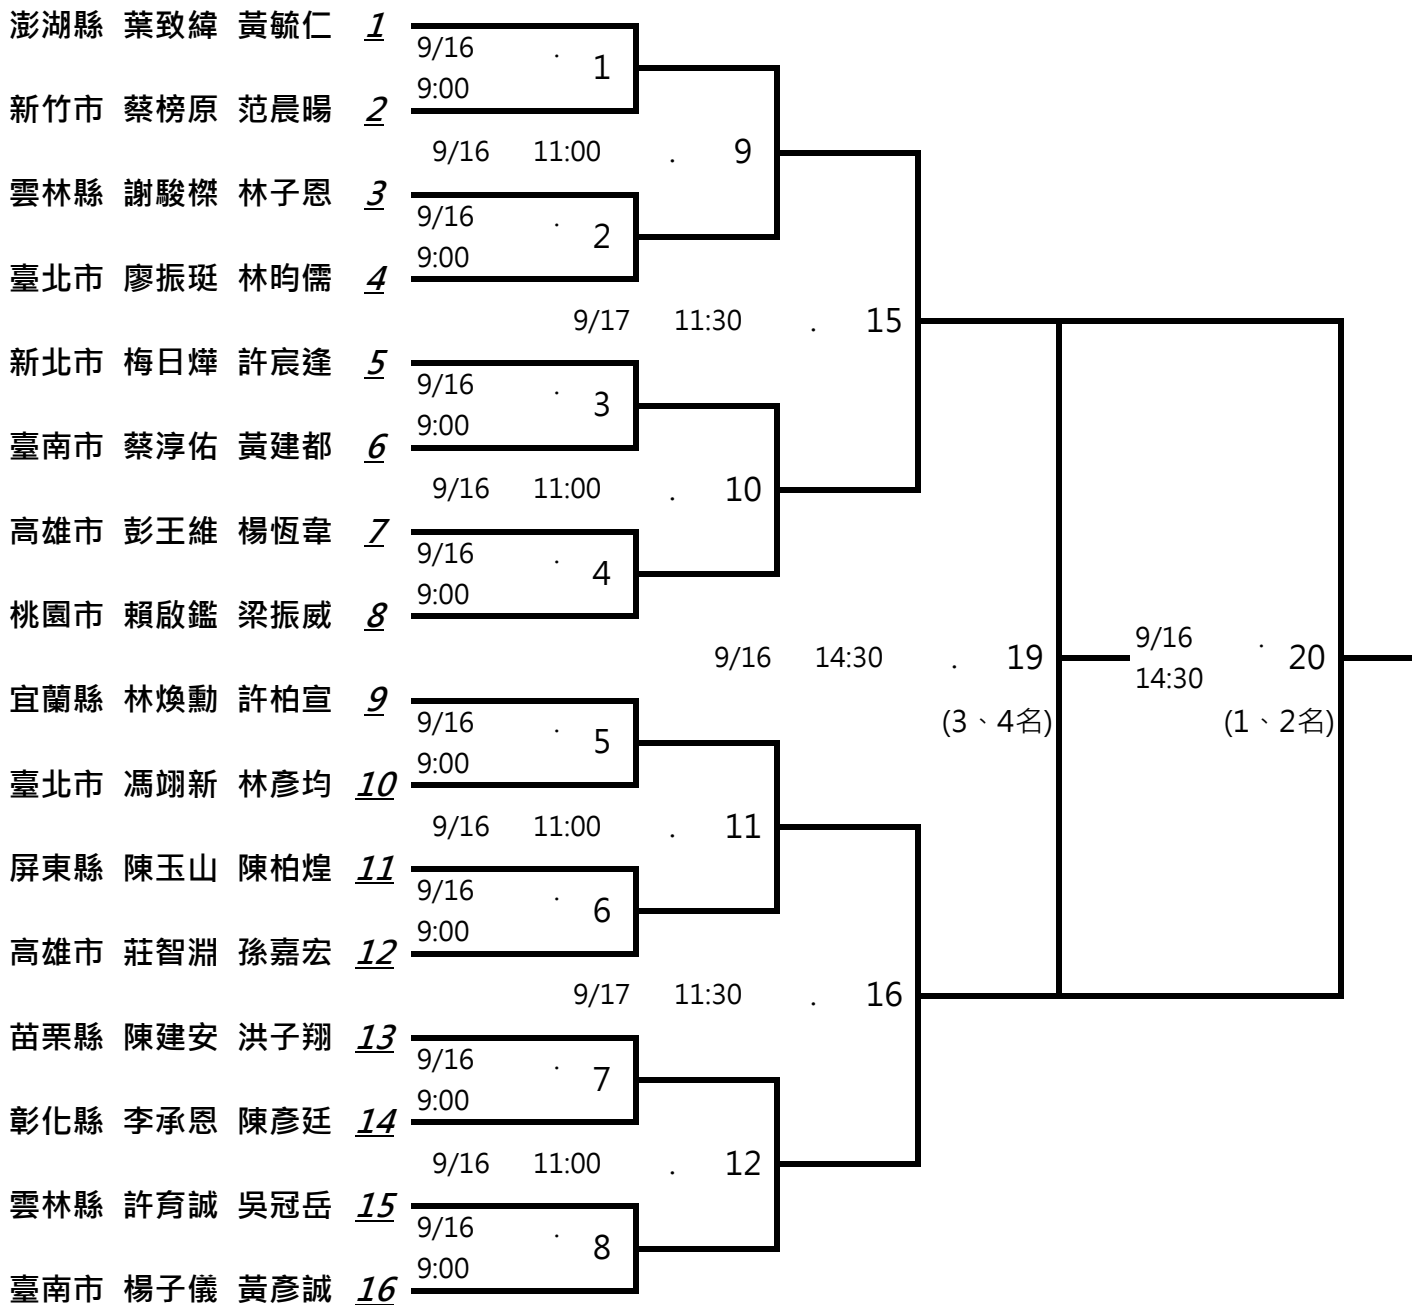 澎湖縣 葉致緯 黃毓仁 1
9/16 . 1
9:00
新竹市 蔡榜原 范晨暘 2
9/16 11:00 . 9
雲林縣 謝駿樑 林子恩 3
9/16 . 2
9:00
臺北市 廖振珽 林昀儒 4
9/17 11:30 . 15
新北市 梅日燁 許宸逢 5
9/16 . 3
9:00
臺南市 蔡淳佑 黃建都 6
9/16 11:00 . 10
高雄市 彭王維 楊恆韋 7
9/16 . 4
9:00
桃園市 賴啟鑑 梁振威 8
9/16 14:30 . 19
9/16 . 20
14:30
宜蘭縣 林煥勳 許柏宣 9
(3、4名) (1、2名)
9/16 . 5
9:00
臺北市 馮翊新 林彥均 10
9/16 11:00 . 11
屏東縣 陳玉山 陳柏煌 11
9/16 . 6
9:00
高雄市 莊智淵 孫嘉宏 12
9/17 11:30 . 16
苗栗縣 陳建安 洪子翔 13
9/16 . 7
9:00
彰化縣 李承恩 陳彥廷 14
9/16 11:00 . 12
雲林縣 許育誠 吳冠岳 15
9/16 . 8
9:00
臺南市 楊子儀 黃彥誠 16